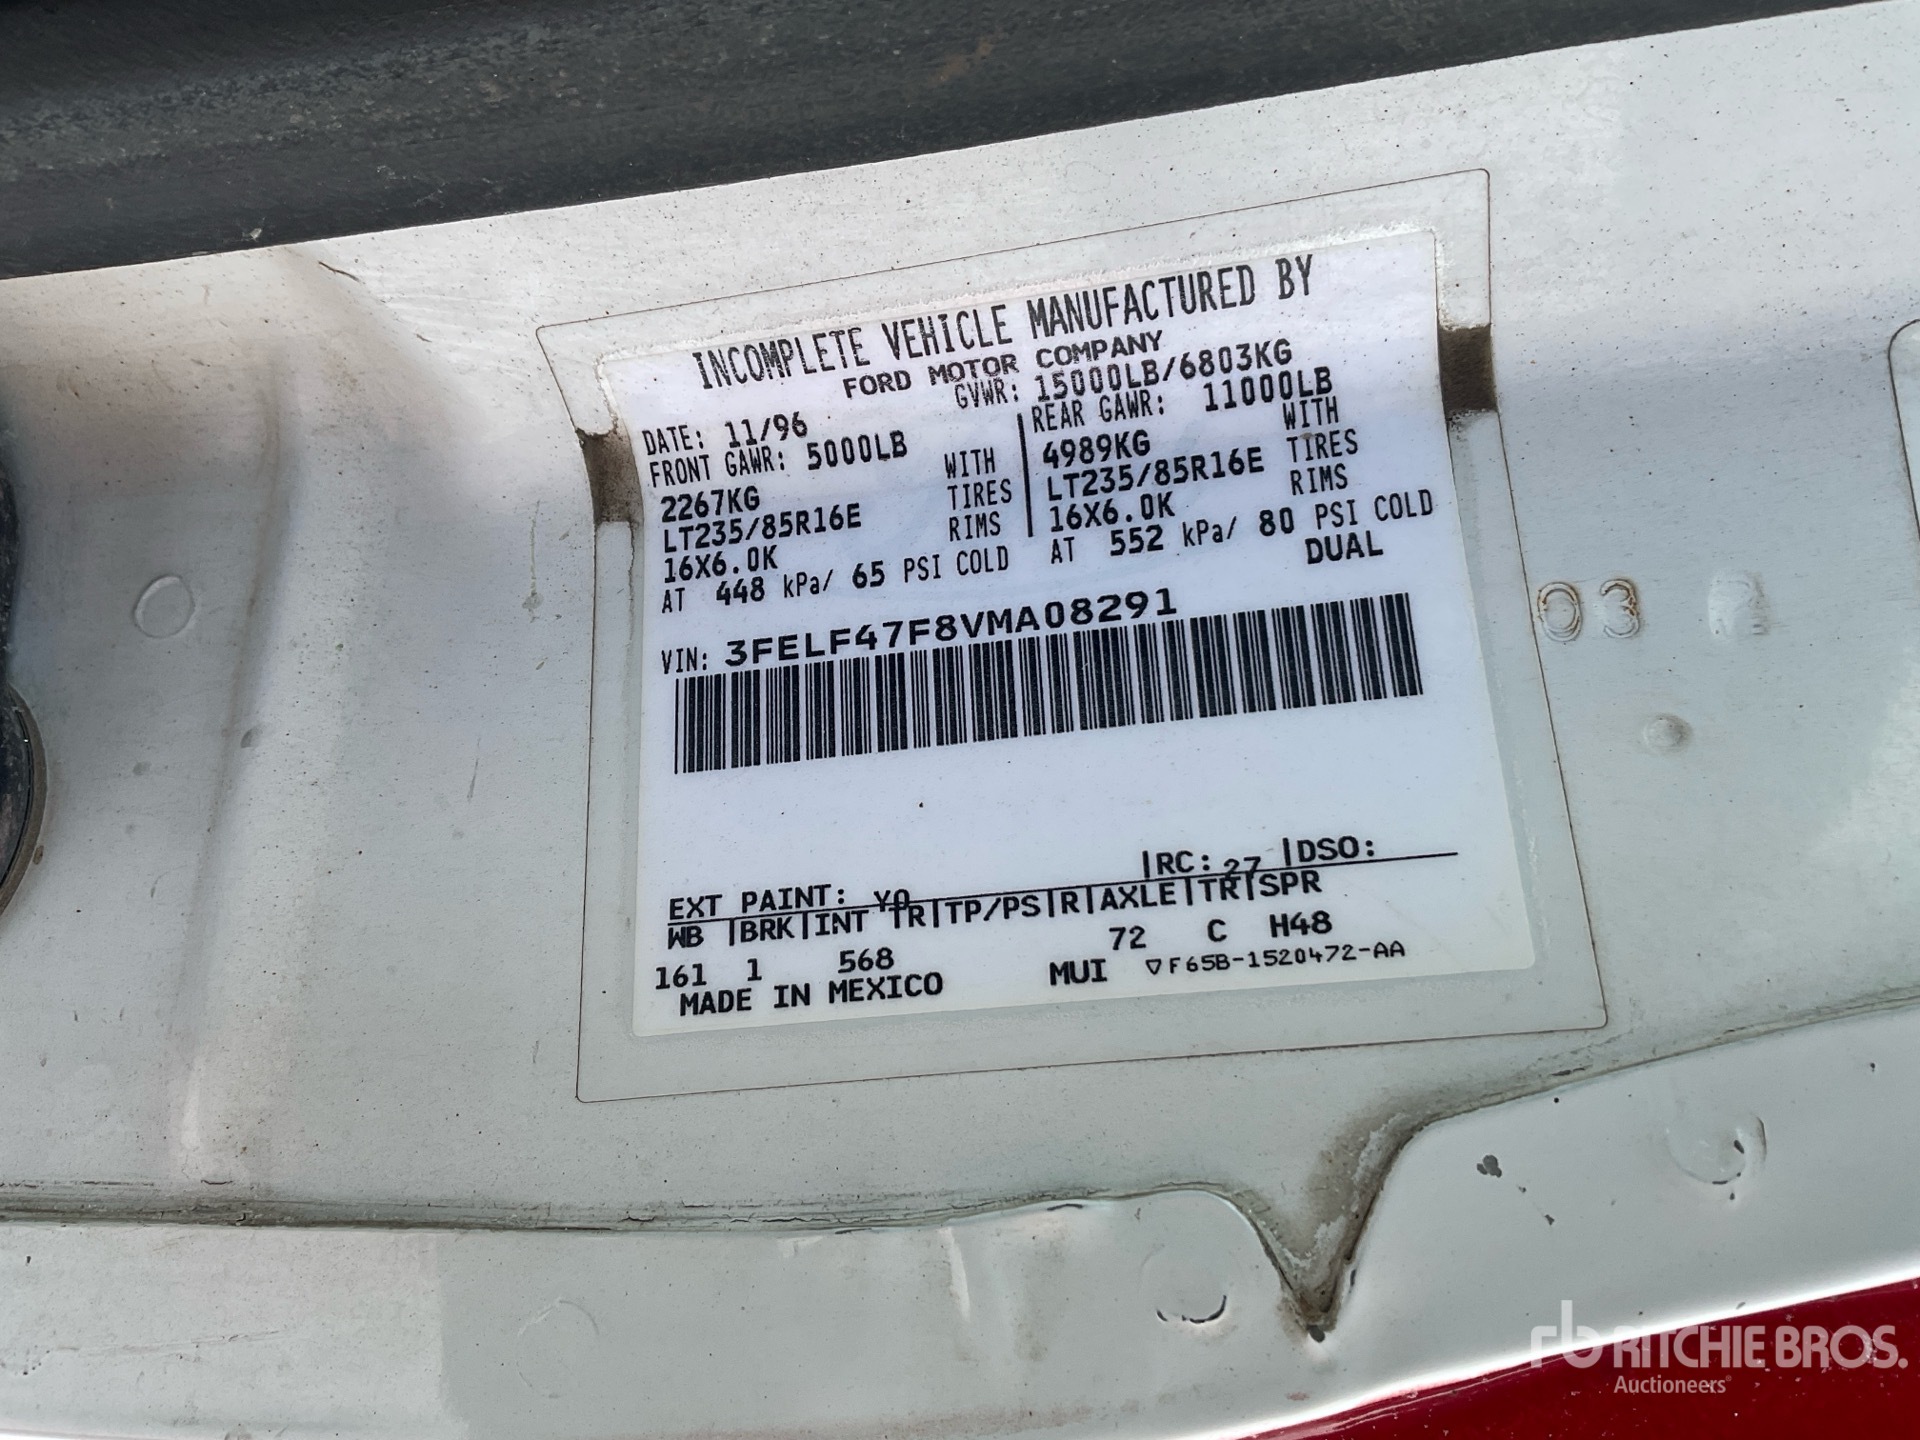 INCOMPLETE VEHICLE MANUFACTURED BY
FORD MOTOR COMPANY
GVWR: 15000LB/6803KG
DATE: 11/96
FRONT GAWR: 5000LB
2267KG WITH
LT235/85R16E TIRES
16X6.0K RIMS
AT 448 kPa/ 65 PSI COLD
REAR GAWR: 11000LB
4989KG WITH
LT235/85R16E TIRES
16X6.0K RIMS
AT 552 kPa/ 80 PSI COLD
DUAL
VIN: 3FELF47F8VMA08291
EXT PAINT: YO |RC: 27 |DSO:
WB |BRK|INT TR|TP/PS|R|AXLE|TR|SPR
161 1 568 72 C H48
MADE IN MEXICO MUI ▽F65B-1520472-AA
03
rb RITCHIE BROS.
Auctioneers